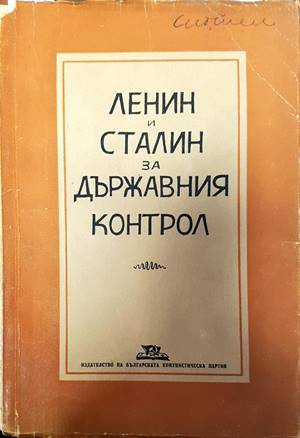 ЛЕНИН
и
СТАЛИН
ЗА
ДЪРЖАВНИЯ
КОНТРОЛ
ИЗДАТЕЛСТВО НА БЪЛГАРСКАТА КОМУНИСТИЧЕСКА ПАРТИЯ